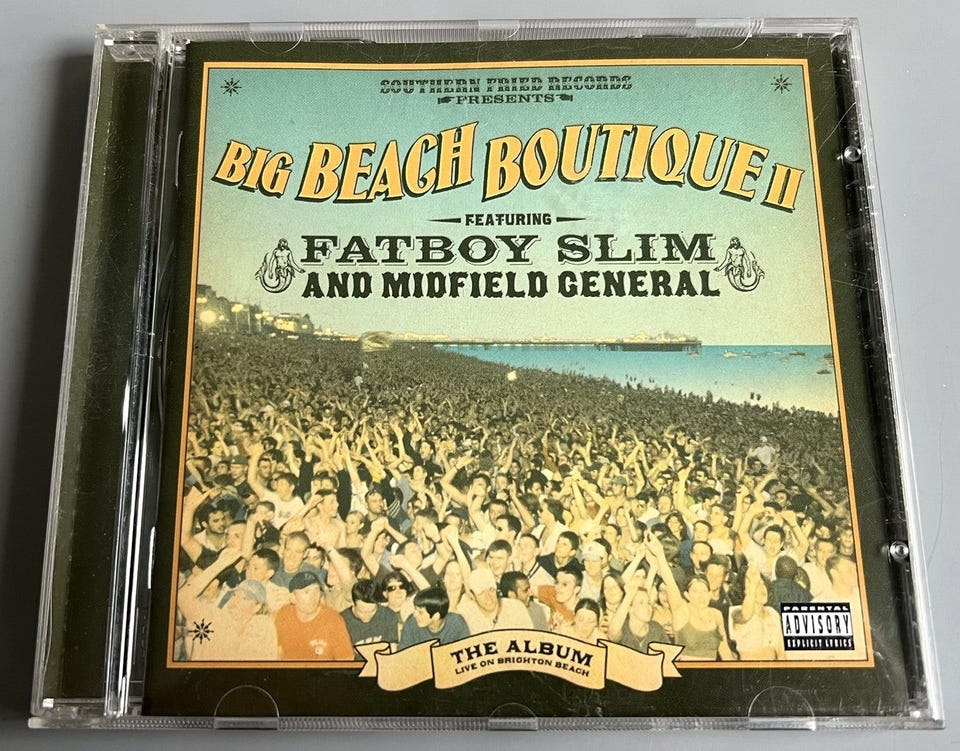 SOUTHERN FRIED RECORDS
PRESENTS
BIG BEACH BOUTIQUE II
FEATURING
FATBOY SLIM
AND MIDFIELD GENERAL
THE ALBUM
LIVE ON BRIGHTON BEACH
PARENTAL
ADVISORY
EXPLICIT LYRICS